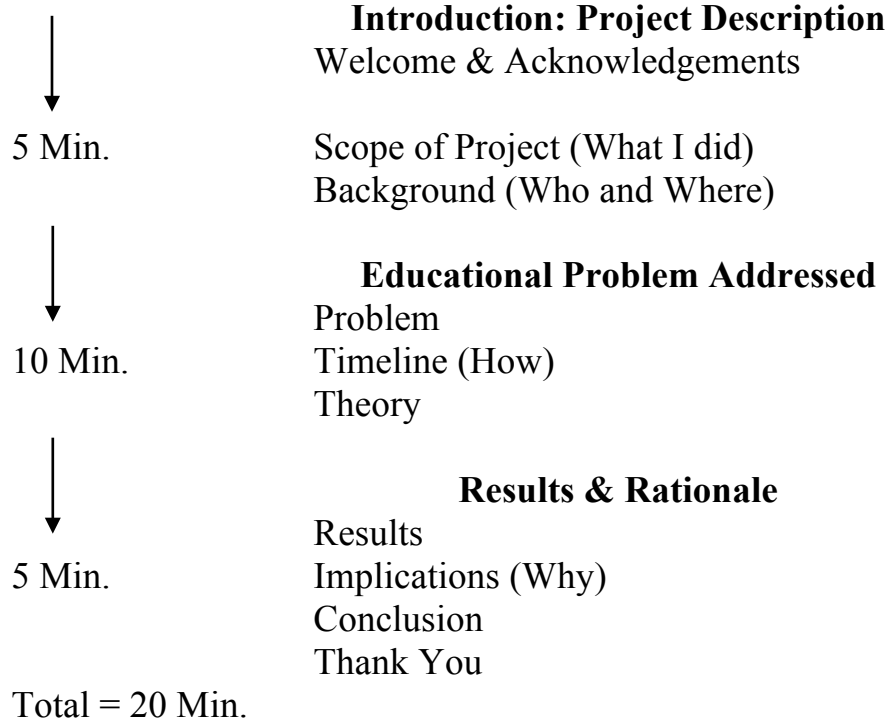 Introduction: Project Description
Welcome & Acknowledgements
5 Min. Scope of Project (What I did)
Background (Who and Where)
Educational Problem Addressed
Problem
10 Min. Timeline (How)
Theory
Results & Rationale
Results
5 Min. Implications (Why)
Conclusion
Thank You
Total = 20 Min.